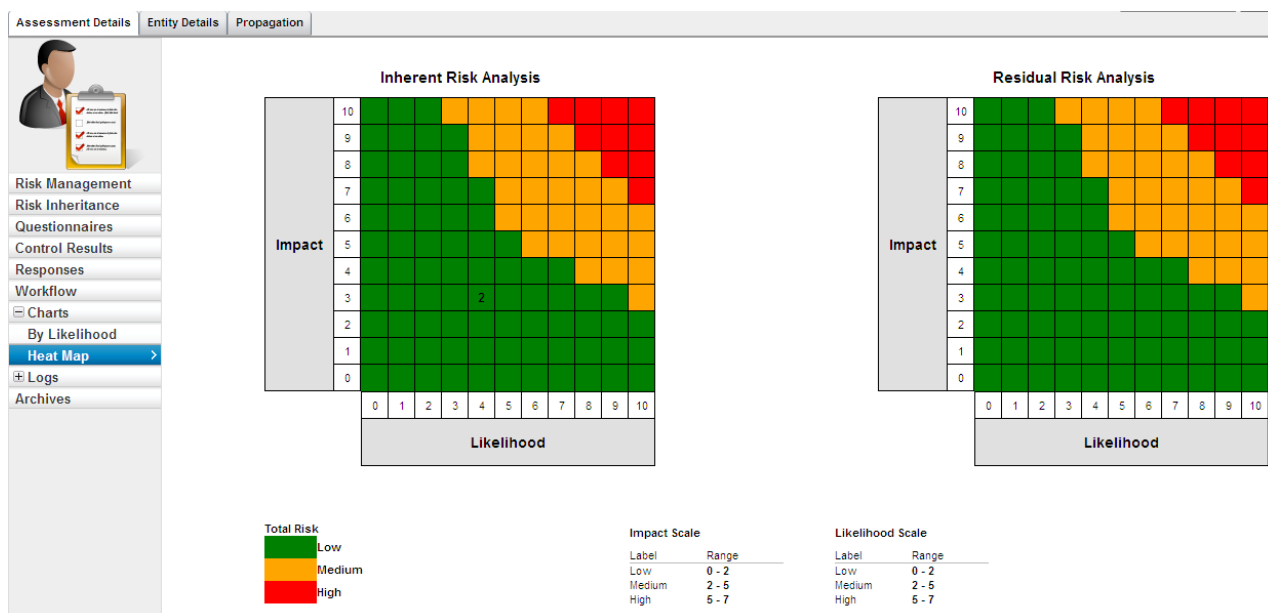 Assessment Details Entity Details Propagation
Risk Management
Risk Inheritance
Questionnaires
Control Results
Responses
Workflow
Charts
By Likelihood
Heat Map
Logs
Archives
Inherent Risk Analysis
Impact
10
9
8
7
6
5
4
3 2
2
1
0
0 1 2 3 4 5 6 7 8 9 10
Likelihood
Residual Risk Analysis
Impact
10
9
8
7
6
5
4
3
2
1
0
0 1 2 3 4 5 6 7 8 9 10
Likelihood
Total Risk
Low
Medium
High
Impact Scale
Label Range
Low 0 - 2
Medium 2 - 5
High 5 - 7
Likelihood Scale
Label Range
Low 0 - 2
Medium 2 - 5
High 5 - 7